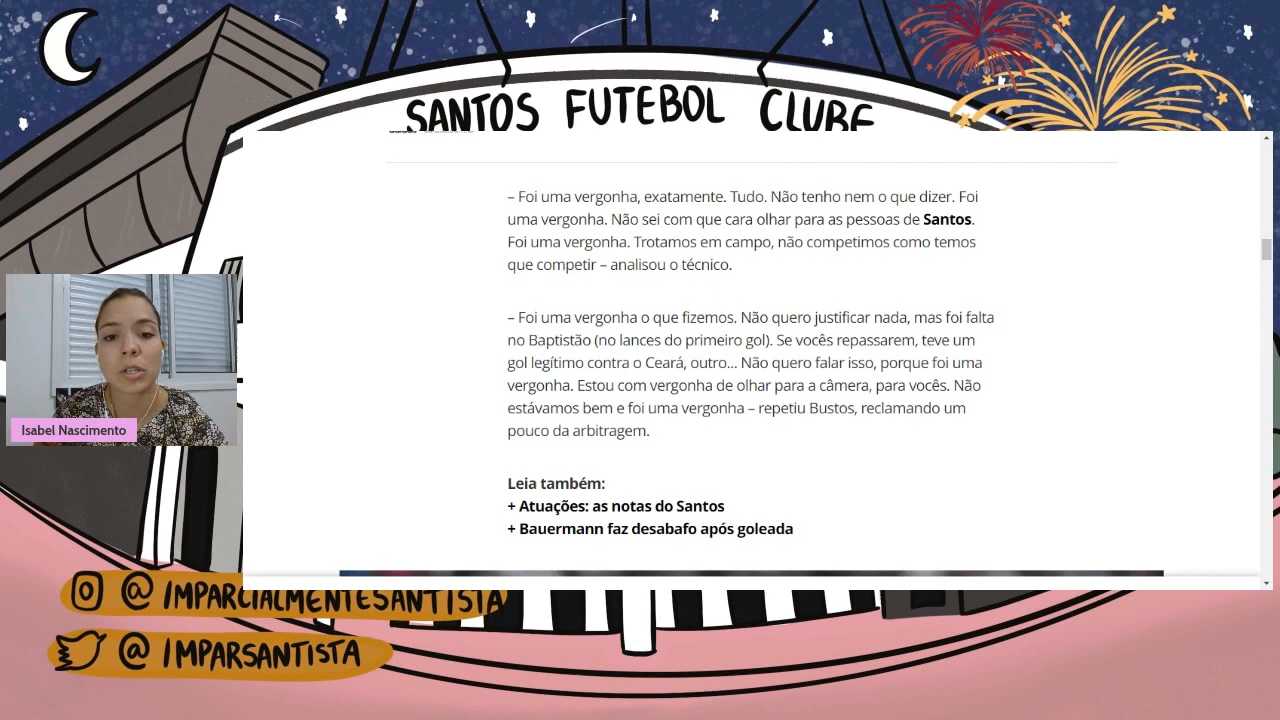 SANTOS FUTEBOL CLUBE
– Foi uma vergonha, exatamente. Tudo. Não tenho nem o que dizer. Foi
uma vergonha. Não sei com que cara olhar para as pessoas de Santos.
Foi uma vergonha. Trotamos em campo, não competimos como temos
que competir – analisou o técnico.
– Foi uma vergonha o que fizemos. Não quero justificar nada, mas foi falta
no Baptistão (no lances do primeiro gol). Se vocês repassarem, teve um
gol legítimo contra o Ceará, outro... Não quero falar isso, porque foi uma
vergonha. Estou com vergonha de olhar para a câmera, para vocês. Não
estávamos bem e foi uma vergonha – repetiu Bustos, reclamando um
pouco da arbitragem.
Leia também:
+ Atuações: as notas do Santos
+ Bauermann faz desabafo após goleada
Isabel Nascimento
@ IMPARCIALMENTESANTISTA
@ IMPARSANTISTA